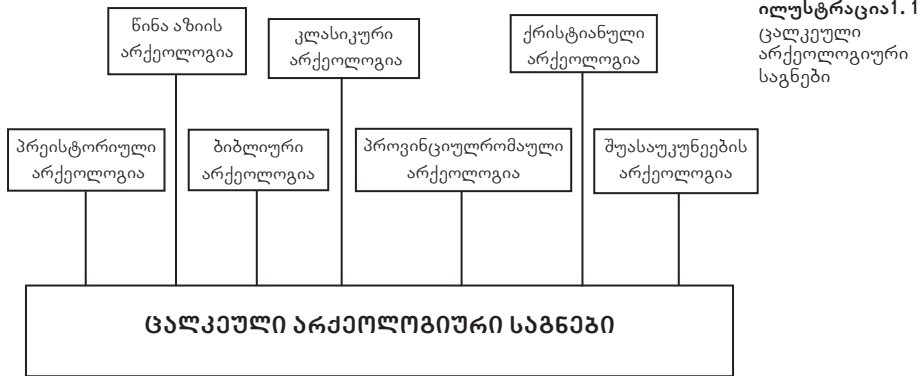 წინა აზიის
არქეოლოგია
კლასიკური
არქეოლოგია
ქრისტიანული
არქეოლოგია
ილუსტრაცია1.1
ცალკეული
არქეოლოგიური
საგნები
პრეისტორიული
არქეოლოგია
ბიბლიური
არქეოლოგია
პროვინციულრომაული
არქეოლოგია
შუასაუკუნეების
არქეოლოგია
ცალკეული არქეოლოგიური საგნები